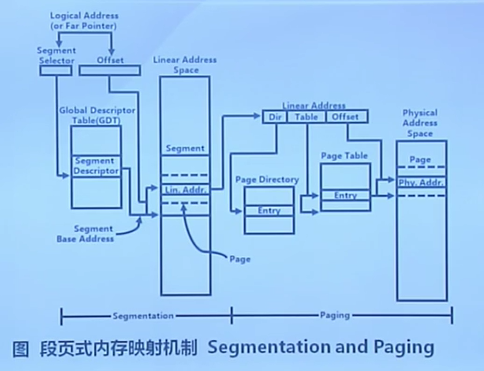 Logical Address
(or Far Pointer)
Segment
Selector
Offset
Linear Address
Space
Global Descriptor
Table(GDT)
Segment
Descriptor
Segment
Lin. Addr.
Segment
Base Address
Page
Linear Address
Dir
Table
Offset
Page Directory
Entry
Page Table
Entry
Physical
Address
Space
Page
Phy. Addr.
Segmentation
Paging
图 段页式内存映射机制 Segmentation and Paging